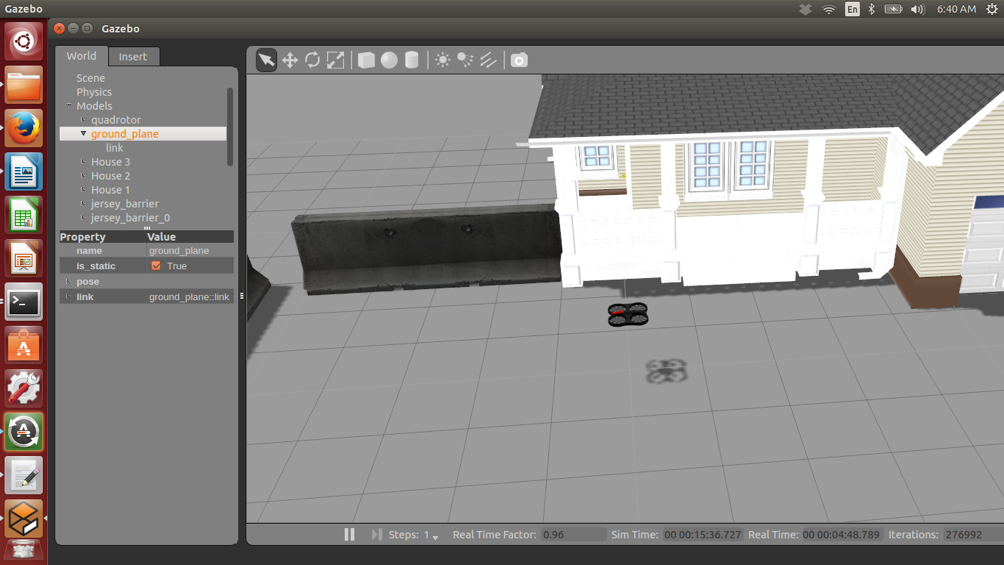 Gazebo
En
6:40 AM
Gazebo
World
Insert
Scene
Physics
Models
quadrotor
ground_plane
link
House 3
House 2
House 1
jersey_barrier
jersey_barrier_0
Property Value
name ground_plane
is_static True
pose
link ground_plane::link
Steps: 1 Real Time Factor: 0.96 Sim Time: 00 00:15:36.727 Real Time: 00 00:04:48.789 Iterations: 276992